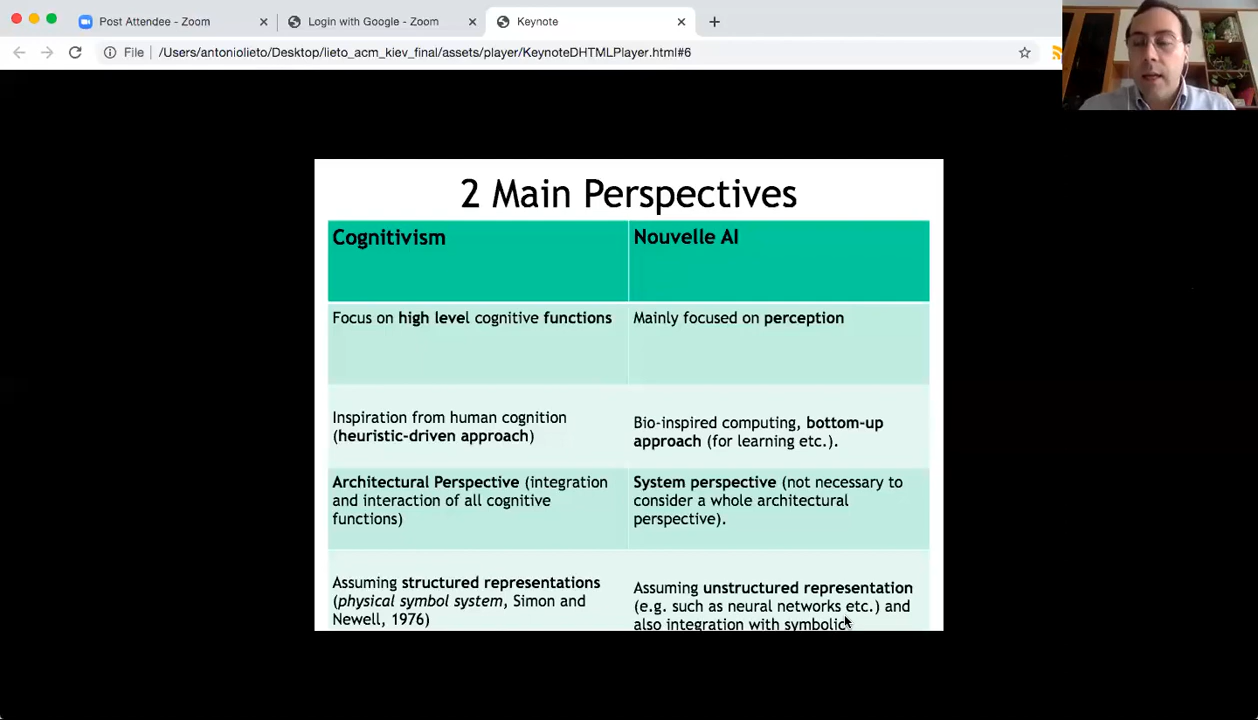 Post Attendee - Zoom
Login with Google - Zoom
Keynote
File
/Users/antoniolieto/Desktop/lieto_acm_kiev_final/assets/player/KeynoteDHTMLPlayer.html#6
2 Main Perspectives
Cognitivism
Nouvelle AI
Focus on high level cognitive functions
Mainly focused on perception
Inspiration from human cognition
(heuristic-driven approach)
Bio-inspired computing, bottom-up
approach (for learning etc.).
Architectural Perspective (integration
and interaction of all cognitive
functions)
System perspective (not necessary to
consider a whole architectural
perspective).
Assuming structured representations
(physical symbol system, Simon and
Newell, 1976)
Assuming unstructured representation
(e.g. such as neural networks etc.) and
also integration with symbolic